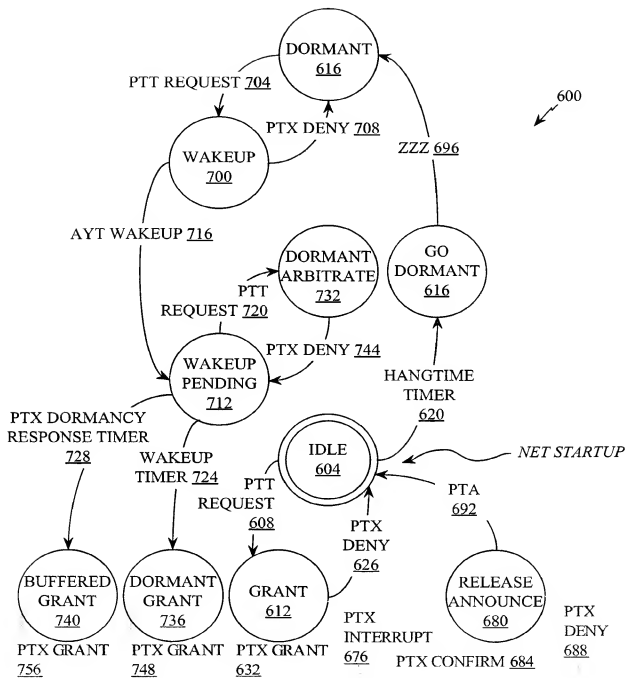 DORMANT
616
PTT REQUEST 704
600
PTX DENY 708
WAKEUP
700
ZZZ 696
AYT WAKEUP 716
GO
DORMANT
616
DORMANT
ARBITRATE
732
PTT
REQUEST 720
PTX DENY 744
WAKEUP
PENDING
712
HANGTIME
TIMER
620
PTX DORMANCY
RESPONSE TIMER
728
WAKEUP
TIMER 724
IDLE
604
NET STARTUP
PTT
REQUEST
608
PTA
692
PTX
DENY
626
BUFFERED
GRANT
740
DORMANT
GRANT
736
GRANT
612
RELEASE
ANNOUNCE
680
PTX GRANT
756
PTX GRANT
748
PTX GRANT
632
PTX
INTERRUPT
676
PTX CONFIRM 684
PTX
DENY
688